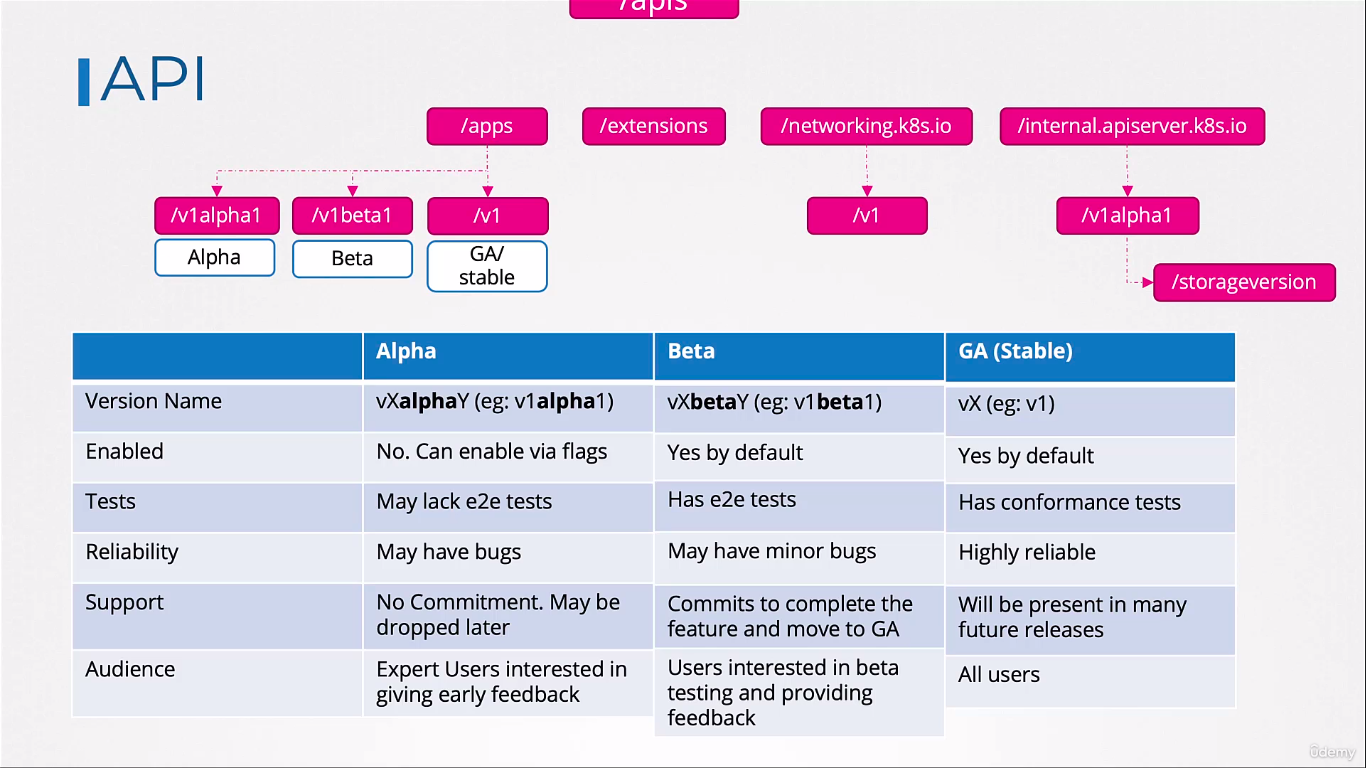 /apis
API
/apps
/extensions
/networking.k8s.io
/internal.apiserver.k8s.io
/v1alpha1
/v1beta1
/v1
/v1
/v1alpha1
Alpha
Beta
GA/
stable
/storageversion
Alpha
Beta
GA (Stable)
Version Name
vXalphaY (eg: v1alpha1)
vXbetaY (eg: v1beta1)
vX (eg: v1)
Enabled
No. Can enable via flags
Yes by default
Yes by default
Tests
May lack e2e tests
Has e2e tests
Has conformance tests
Reliability
May have bugs
May have minor bugs
Highly reliable
Support
No Commitment. May be
dropped later
Commits to complete the
feature and move to GA
Will be present in many
future releases
Audience
Expert Users interested in
giving early feedback
Users interested in beta
testing and providing
feedback
All users
ûdemy